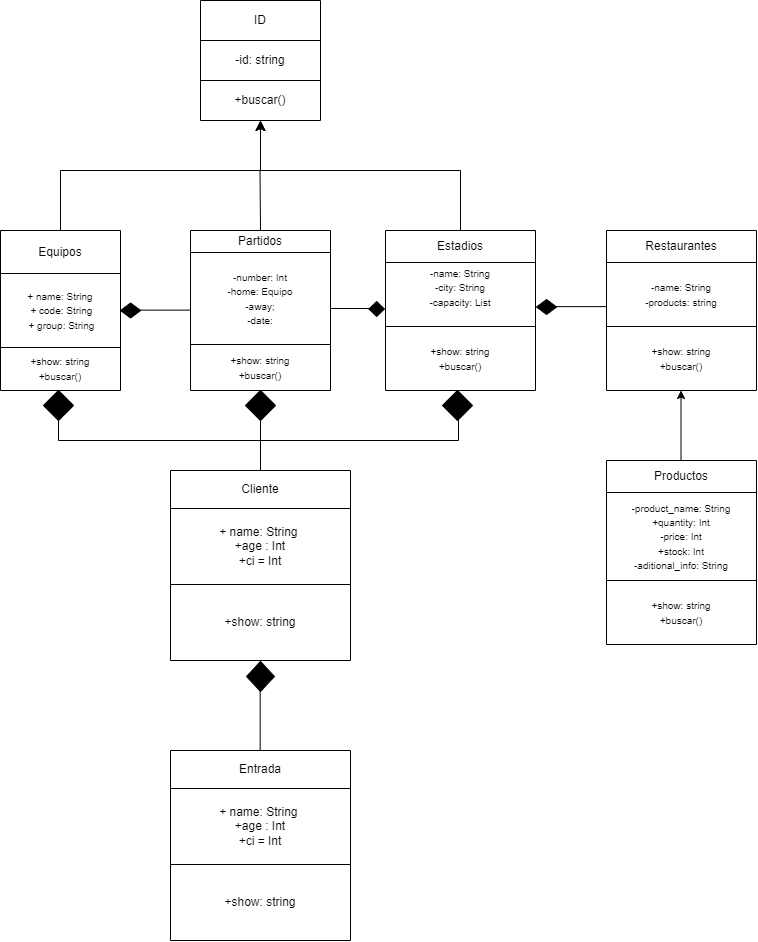 ID
-id: string
+buscar()
Equipos
+ name: String
+ code: String
+ group: String
+show: string
+buscar()
Partidos
-number: Int
-home: Equipo
-away;
-date:
+show: string
+buscar()
Estadios
-name: String
-city: String
-capacity: List
+show: string
+buscar()
Restaurantes
-name: String
-products: string
+show: string
+buscar()
Cliente
+ name: String
+age : Int
+ci = Int
+show: string
Productos
-product_name: String
+quantity: Int
-price: Int
+stock: Int
-aditional_info: String
+show: string
+buscar()
Entrada
+ name: String
+age : Int
+ci = Int
+show: string